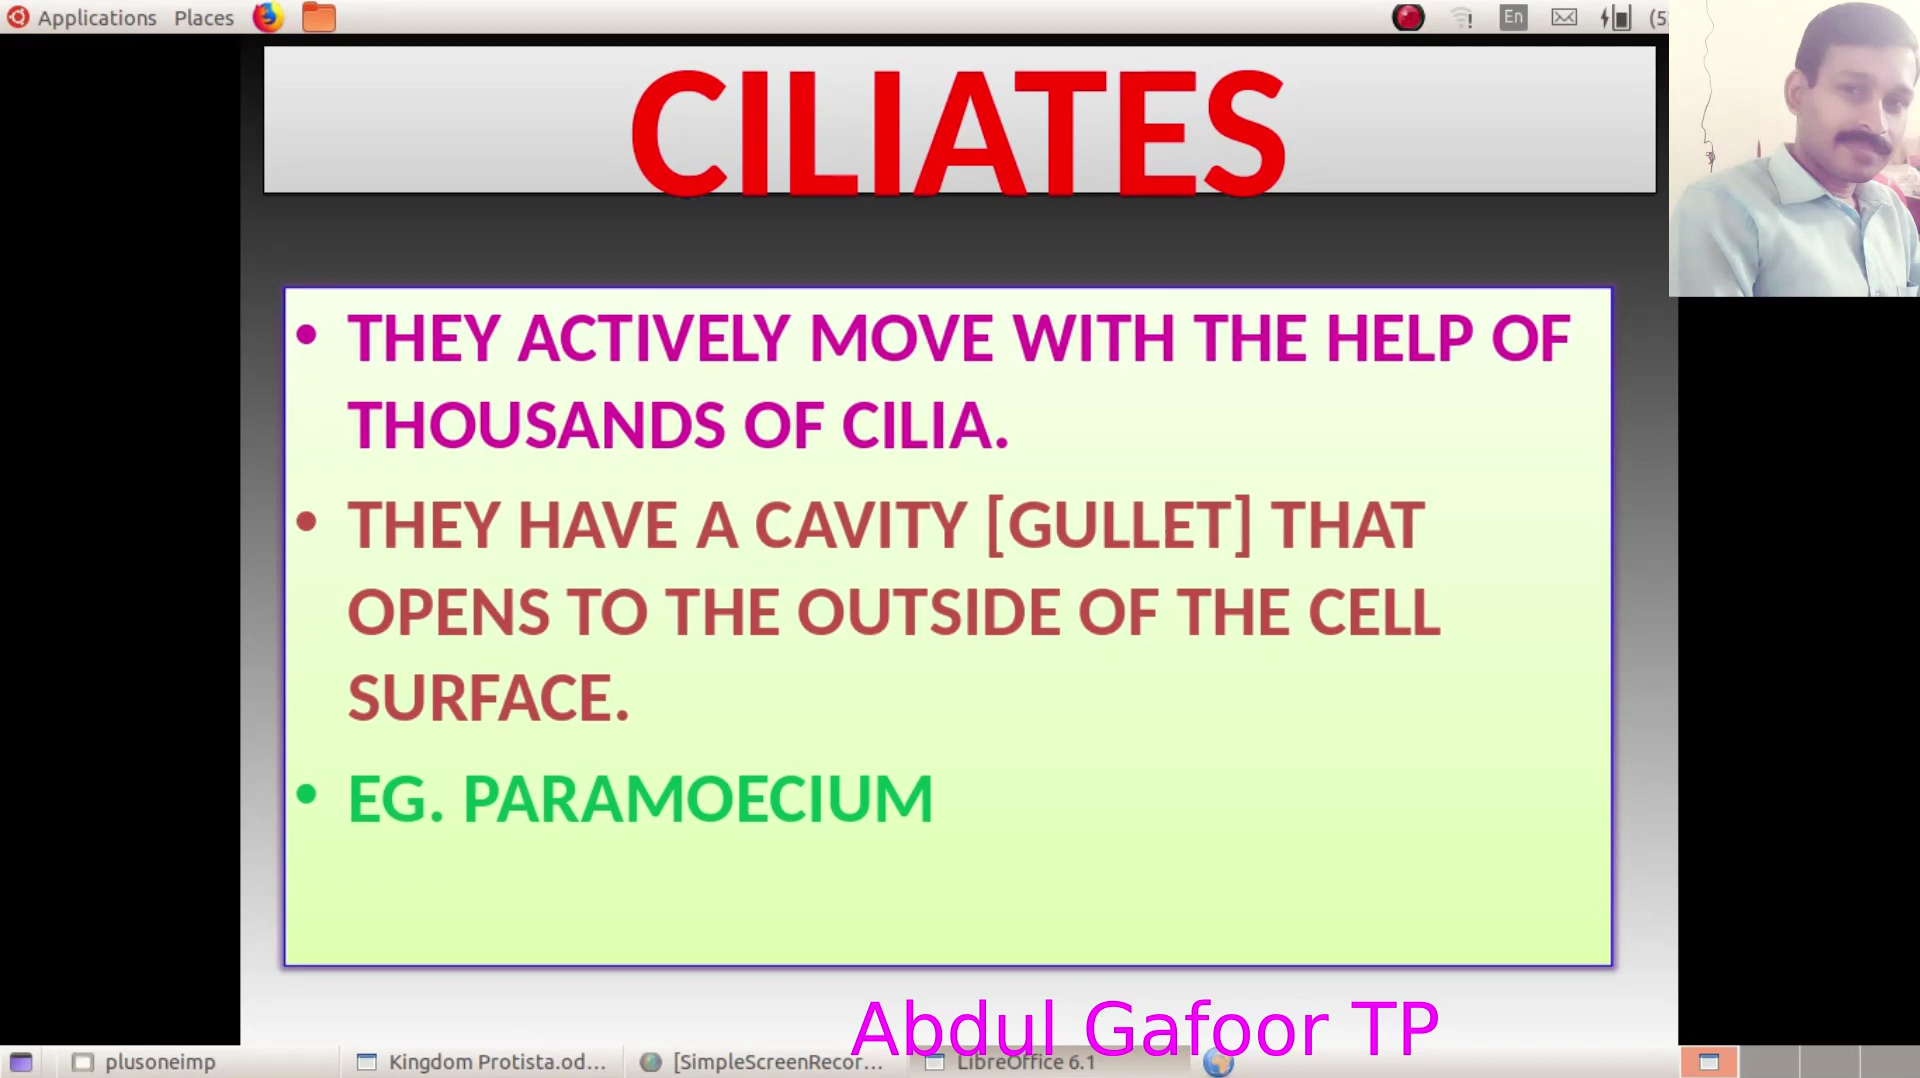 Applications Places
En
(5
CILIATES
• THEY ACTIVELY MOVE WITH THE HELP OF
THOUSANDS OF CILIA.
• THEY HAVE A CAVITY [GULLET] THAT
OPENS TO THE OUTSIDE OF THE CELL
SURFACE.
• EG. PARAMOECIUM
Abdul Gafoor TP
plusoneimp Kingdom Protista.od... [SimpleScreenRecor... LibreOffice 6.1